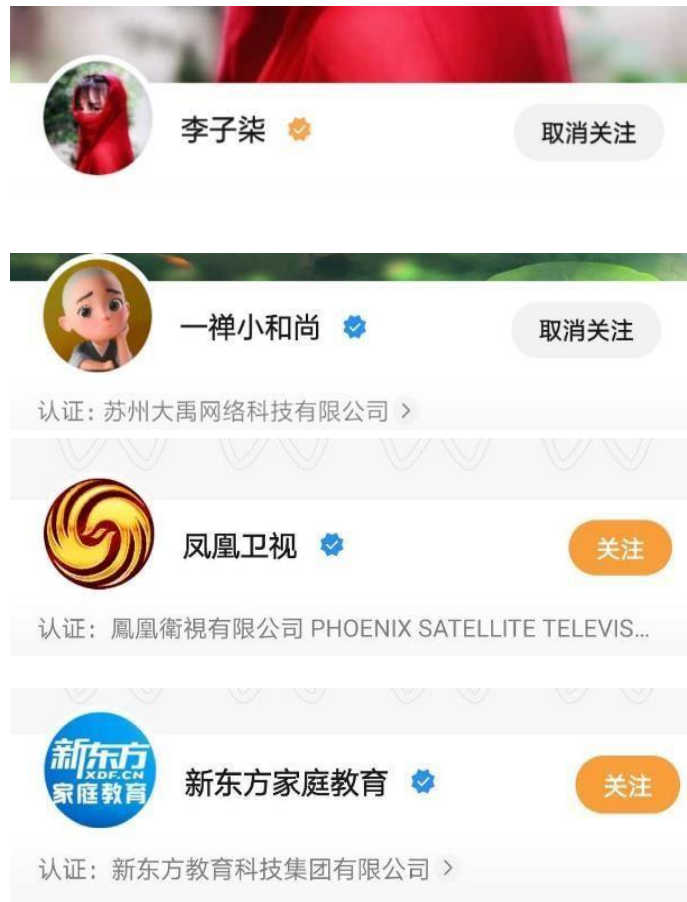 李子柒
取消关注
一禅小和尚
取消关注
认证：苏州大禹网络科技有限公司 >
凤凰卫视
关注
认证：鳳凰衛視有限公司 PHOENIX SATELLITE TELEVIS...
新东方
XDF.CN
家庭教育
新东方家庭教育
关注
认证：新东方教育科技集团有限公司 >